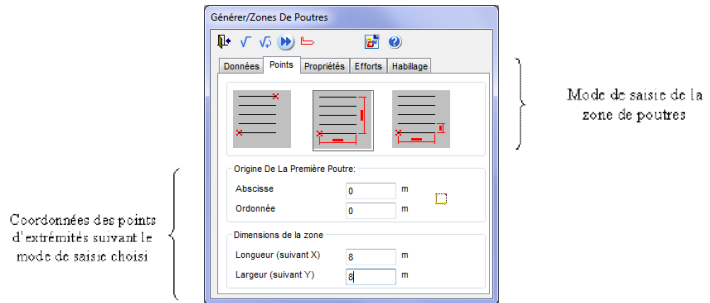 Générer/Zones De Poutres
Données Points Propriétés Efforts Habillage
Mode de saisie de la
zone de poutres
Origine De La Première Poutre:
Abscisse 0 m
Ordonnée 0 m
Coordonnées des points
d'extrémités suivant le
mode de saisie choisi
Dimensions de la zone
Longueur (suivant X) 8 m
Largeur (suivant Y) 8 m